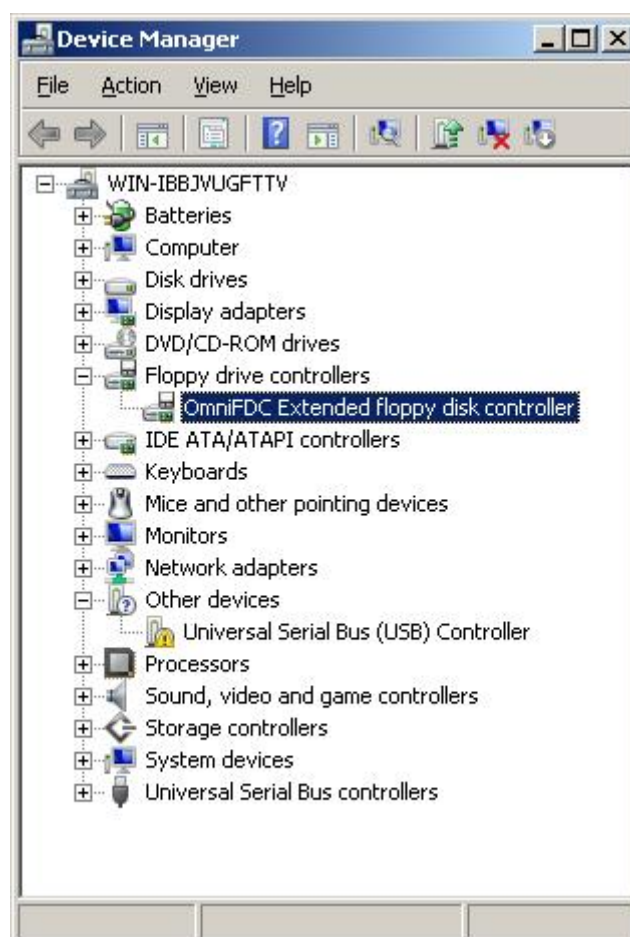 Device Manager
File Action View Help
WIN-IBBJVUGFTTV
Batteries
Computer
Disk drives
Display adapters
DVD/CD-ROM drives
Floppy drive controllers
OmniFDC Extended floppy disk controller
IDE ATA/ATAPI controllers
Keyboards
Mice and other pointing devices
Monitors
Network adapters
Other devices
Universal Serial Bus (USB) Controller
Processors
Sound, video and game controllers
Storage controllers
System devices
Universal Serial Bus controllers